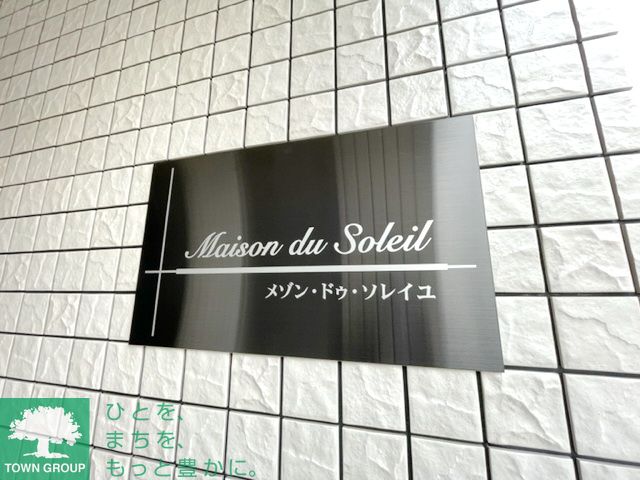 Maison du Soleil
メゾン・ドゥ・ソレイユ
ひとを、
まちを、
もっと豊かに。
TOWN GROUP